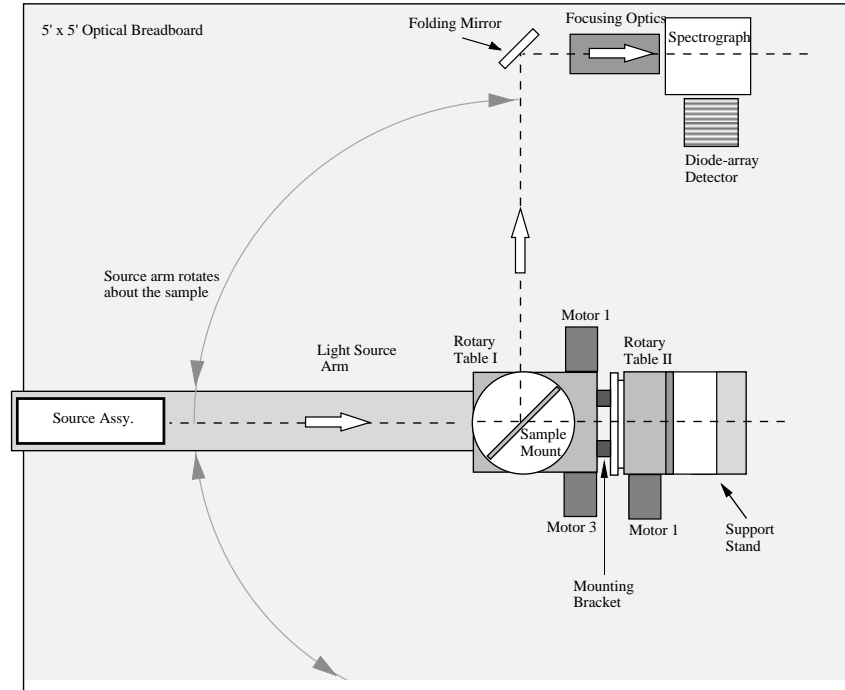 5' x 5' Optical Breadboard
Folding Mirror
Focusing Optics
Spectrograph
Diode-array
Detector
Source arm rotates
about the sample
Light Source
Arm
Rotary
Table I
Motor 1
Rotary
Table II
Source Assy.
Sample
Mount
Motor 3
Motor 1
Support
Stand
Mounting
Bracket